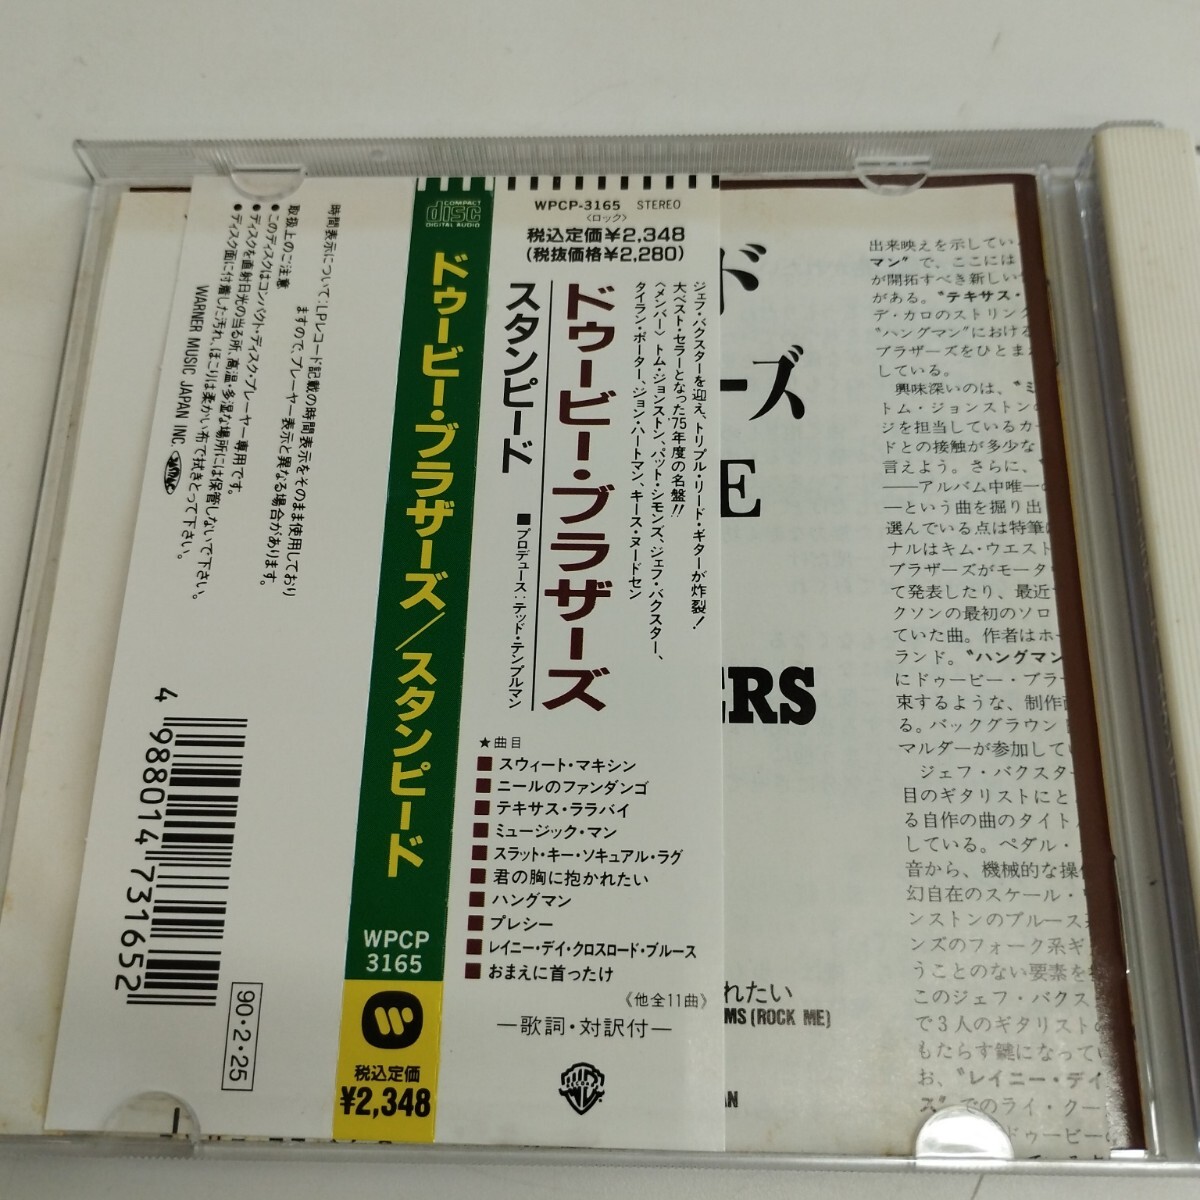 時間表示について：LPレコード記載の時間表示をそのまま使用しており
ますので、プレーヤー表示と異なる場合があります。
取扱上のご注意
●このディスクはコンパクト・ディスク・プレーヤー専用です。
●ディスクを直射日光の当る所、高温・多湿な場所には保管しないで下さい。
●ディスク面に付着した汚れ、ほこりは柔かい布で拭きとって下さい。
WARNER MUSIC JAPAN INC.
4 988014 731652
90・2・25
COMPACT
disc
DIGITAL AUDIO
ドゥービー・ブラザーズ／スタンピード
WPCP
3165
税込定価
¥2,348
WPCP-3165 STEREO
〈ロック〉
税込定価¥2,348
(税抜価格¥2,280)
ジェフ・バクスターを迎え、トリプル・リード・ギターが炸裂！
大ベスト・セラーとなった'75年度の名盤!!
〈メンバー〉トム・ジョンストン、パット・シモンズ、ジェフ・バクスター、
タイラン・ポーター、ジョン・ハートマン、キース・ヌードセン
ドゥービー・ブラザーズ
スタンピード
■プロデュース：テッド・テンプルマン
★曲目
■スウィート・マキシン
■ニールのファンダンゴ
■テキサス・ララバイ
■ミュージック・マン
■スラット・キー・ソキュアル・ラグ
■君の胸に抱かれたい
■ハングマン
■プレシー
■レイニー・デイ・クロスロード・ブルース
■おまえに首ったけ
《他全11曲》
—歌詞・対訳付—
ド
ーズ
E
ERS
れたい
MS (ROCK ME)
AN
出来映えを示してい
マン〟で、ここには
が開拓すべき新しい
がある。〝テキサス・
デ・カロのストリング
〝ハングマン〟における
ブラザーズをひとま
している。
興味深いのは、〝ミ
トム・ジョンストンの
ジを担当しているカー
ドとの接触が多少な
言えよう。さらに、
——アルバム中唯一の
—という曲を掘り出
選んでいる点は特筆
ナルはキム・ウエスト
ブラザーズがモータ
て発表したり、最近
クソンの最初のソロ
ていた曲。作者はホー
ランド。〝ハングマン
にドゥービー・ブラ
束するような、制作
る。バックグラウン
マルダーが参加して
ジェフ・バクスター
目のギタリストにと
る自作の曲のタイト
している。ペダル・
音から、機械的な操
幻自在のスケール・
ンストンのブルース
ンズのフォーク系ギ
うことのない要素を
このジェフ・バクス
で3人のギタリストの
もたらす鍵になって
お、〝レイニー・デイ
ズ〟でのライ・クー
ドゥービーの